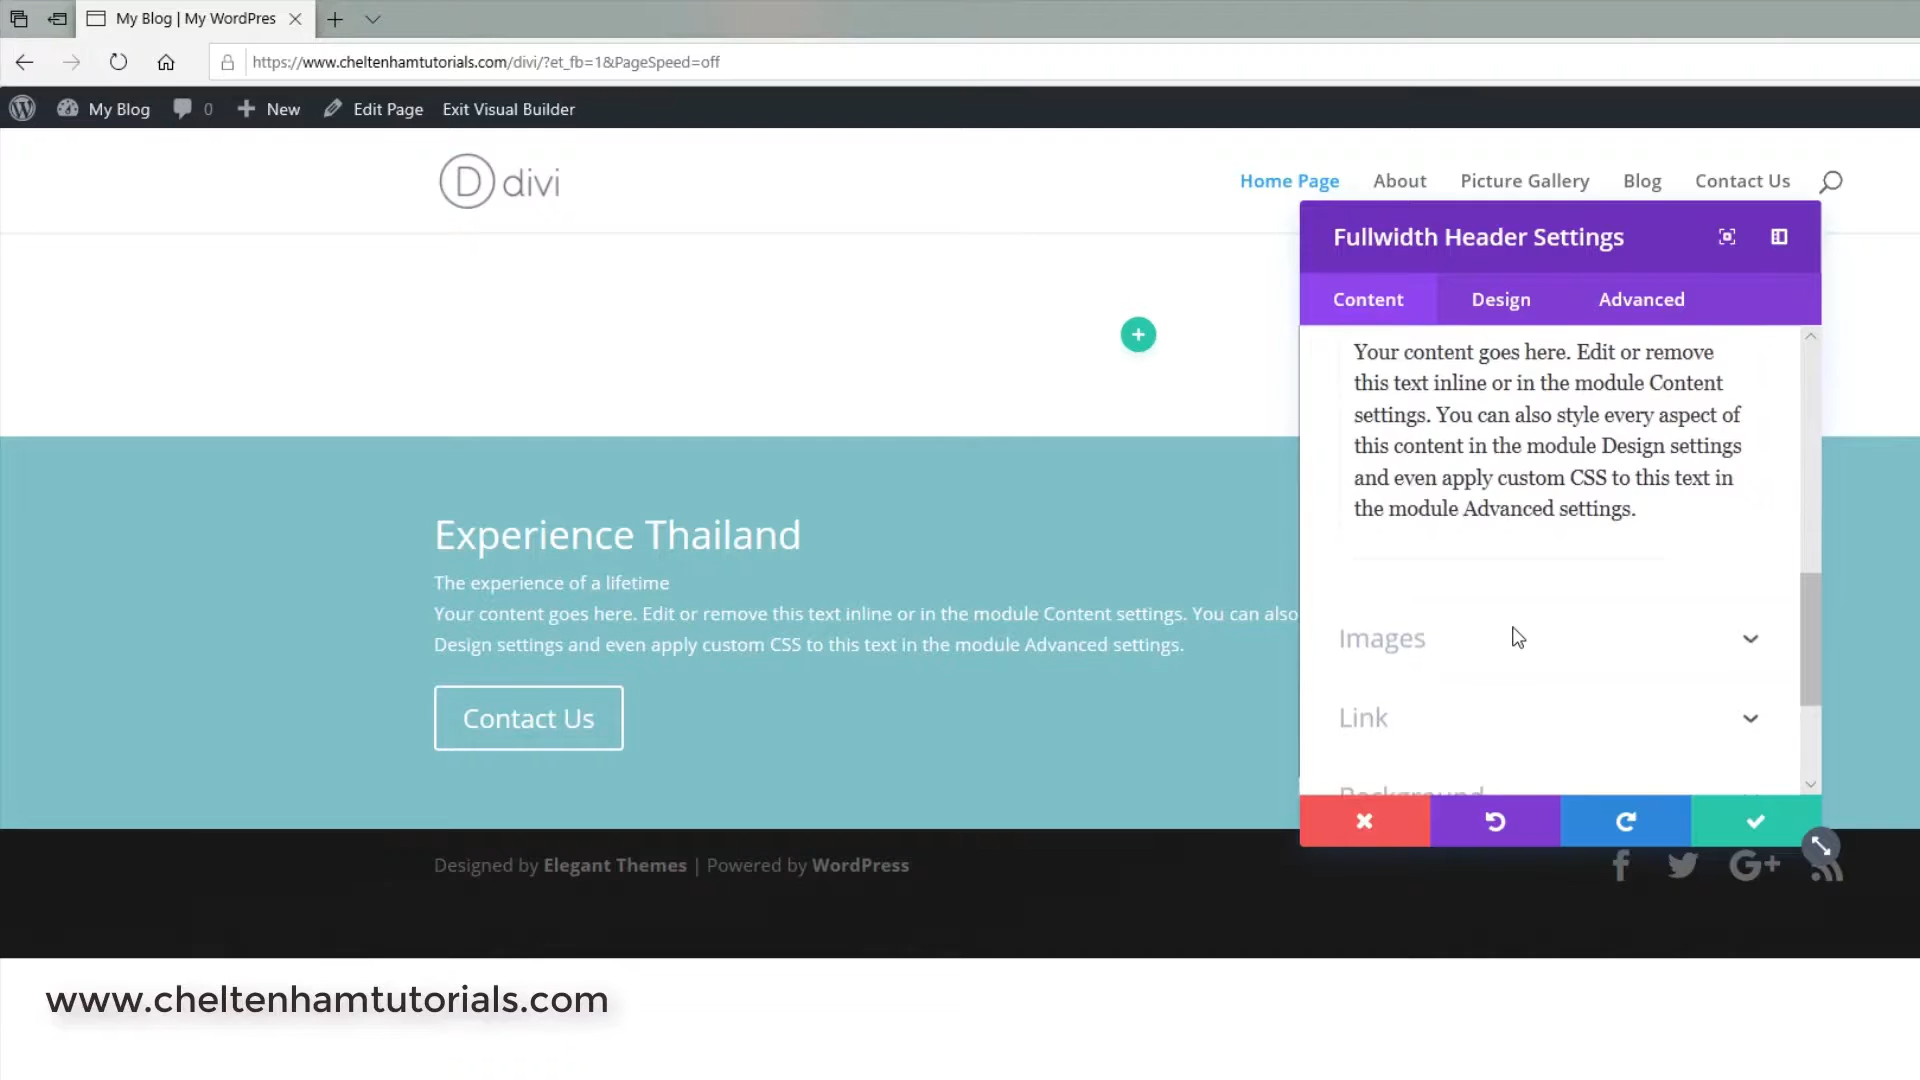 My Blog | My WordPres
https://www.cheltenhamtutorials.com/divi/?et_fb=1&PageSpeed=off
My Blog 0 New Edit Page Exit Visual Builder
D divi
Home Page About Picture Gallery Blog Contact Us
Fullwidth Header Settings
Content Design Advanced
Your content goes here. Edit or remove
this text inline or in the module Content
settings. You can also style every aspect of
this content in the module Design settings
and even apply custom CSS to this text in
the module Advanced settings.
Images
Link
Background
Experience Thailand
The experience of a lifetime
Your content goes here. Edit or remove this text inline or in the module Content settings. You can also
Design settings and even apply custom CSS to this text in the module Advanced settings.
Contact Us
Designed by Elegant Themes | Powered by WordPress
www.cheltenhamtutorials.com